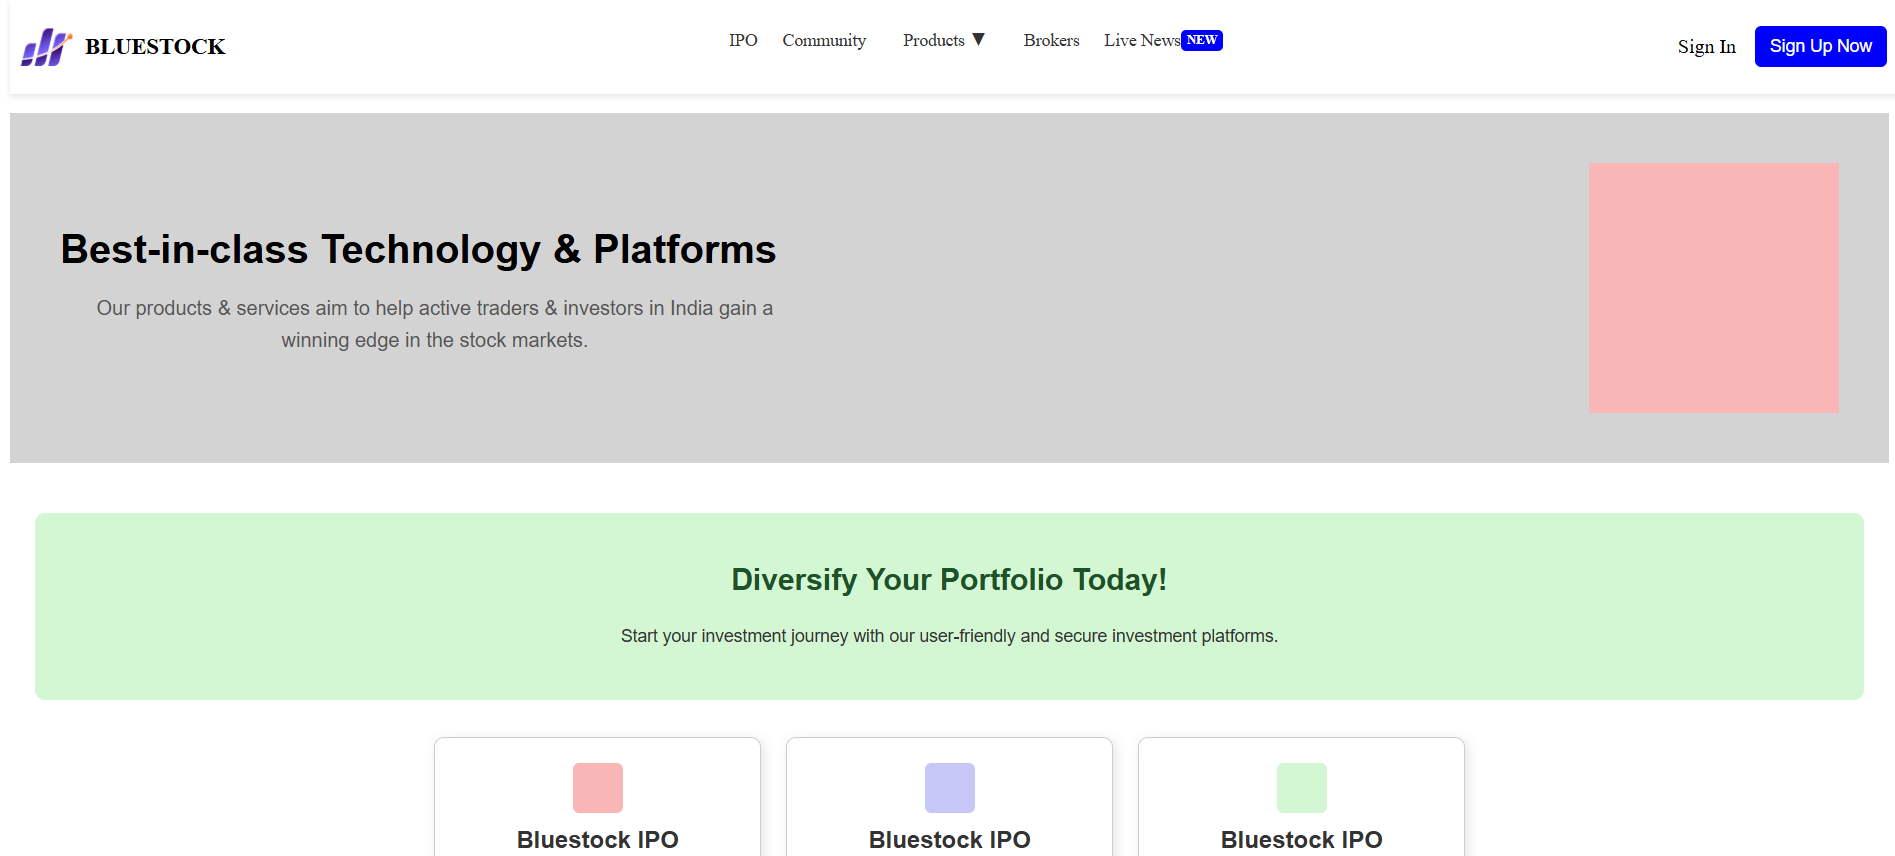 BLUESTOCK
IPO Community Products ▼ Brokers Live News NEW
Sign In Sign Up Now
Best-in-class Technology & Platforms
Our products & services aim to help active traders & investors in India gain a
winning edge in the stock markets.
Diversify Your Portfolio Today!
Start your investment journey with our user-friendly and secure investment platforms.
Bluestock IPO Bluestock IPO Bluestock IPO